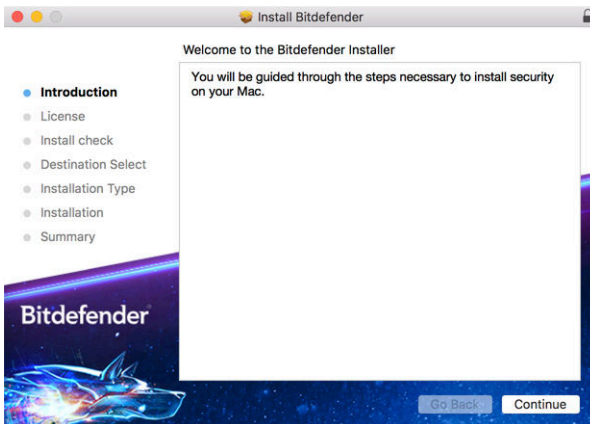 Install Bitdefender
Welcome to the Bitdefender Installer
You will be guided through the steps necessary to install security
on your Mac.
Introduction
License
Install check
Destination Select
Installation Type
Installation
Summary
Bitdefender
Go Back
Continue